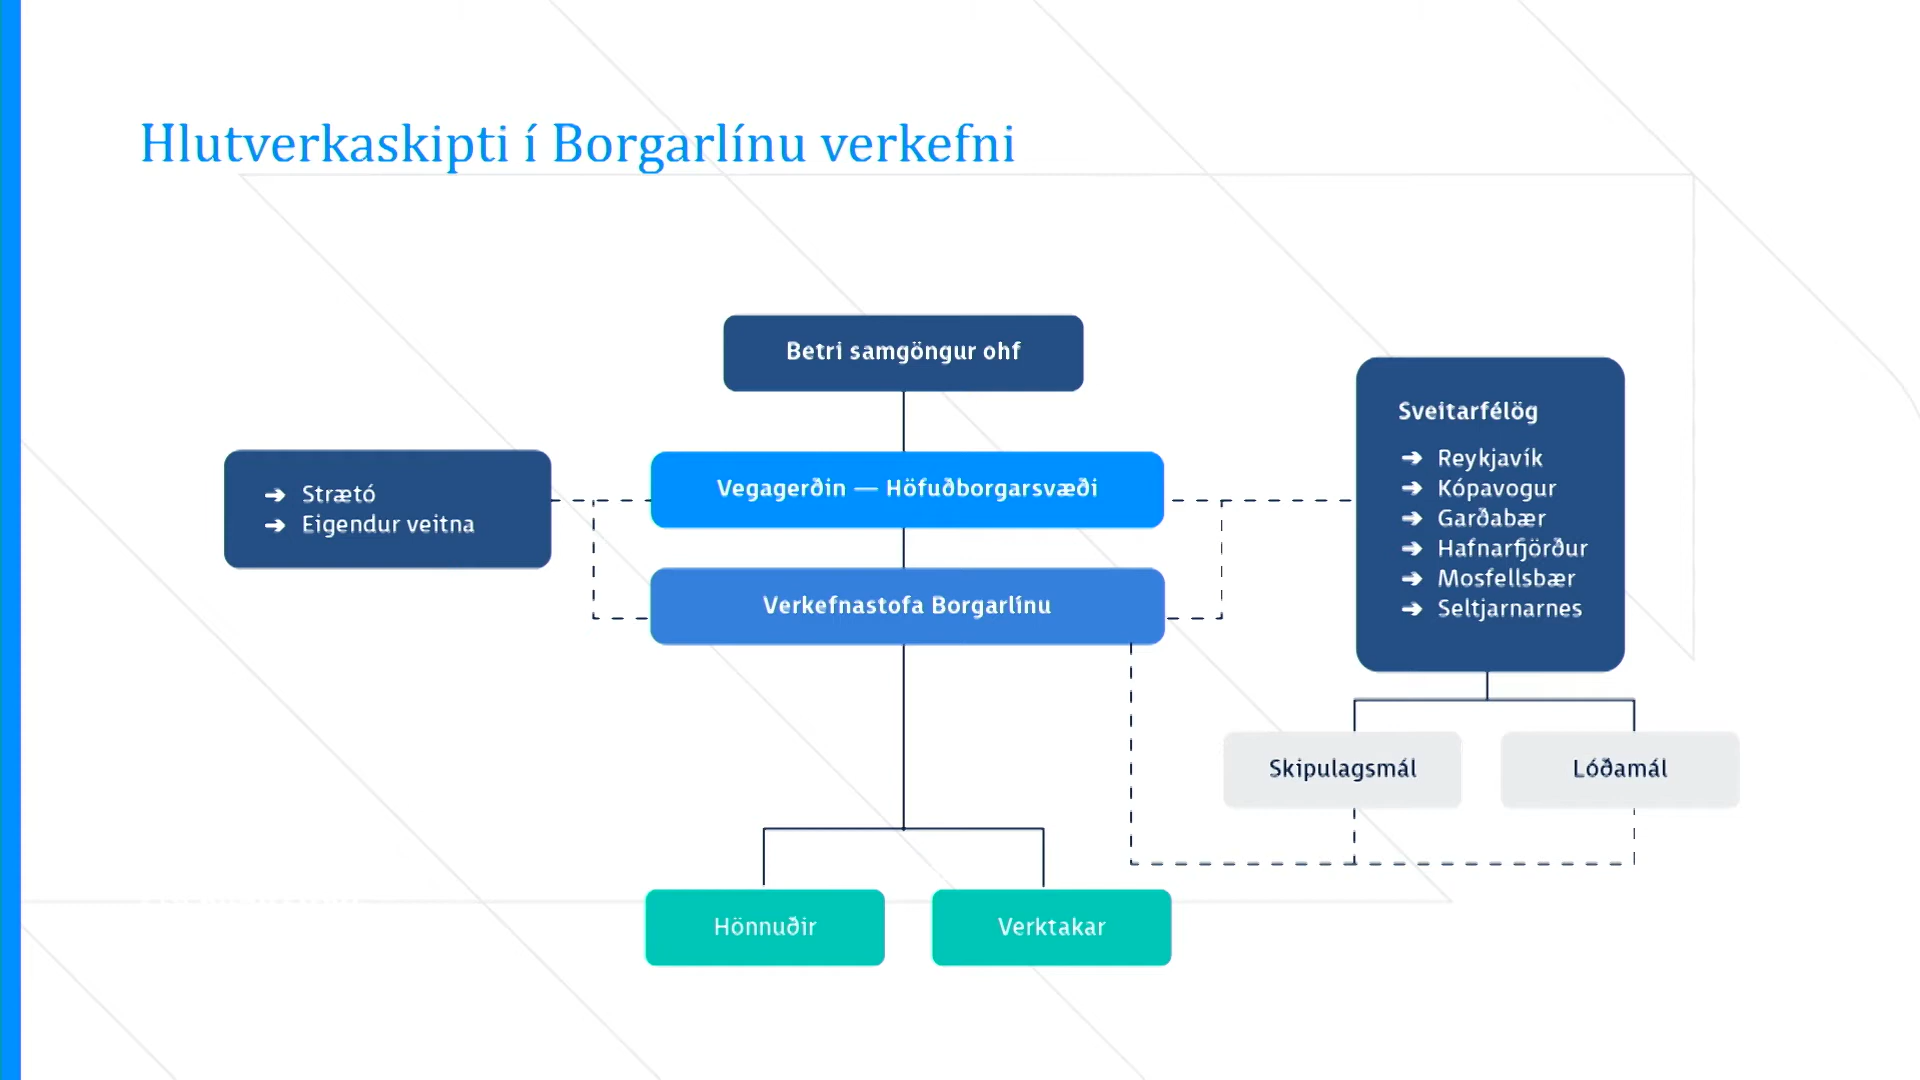 Hlutverkaskipti í Borgarlínu verkefni
Betri samgöngur ohf
Vegagerðin — Höfuðborgarsvæði
Verkefnastofa Borgarlínu
➔ Strætó
➔ Eigendur veitna
Sveitarfélög
➔ Reykjavík
➔ Kópavogur
➔ Garðabær
➔ Hafnarfjörður
➔ Mosfellsbær
➔ Seltjarnarnes
Skipulagsmál
Lóðamál
Hönnuðir
Verktakar